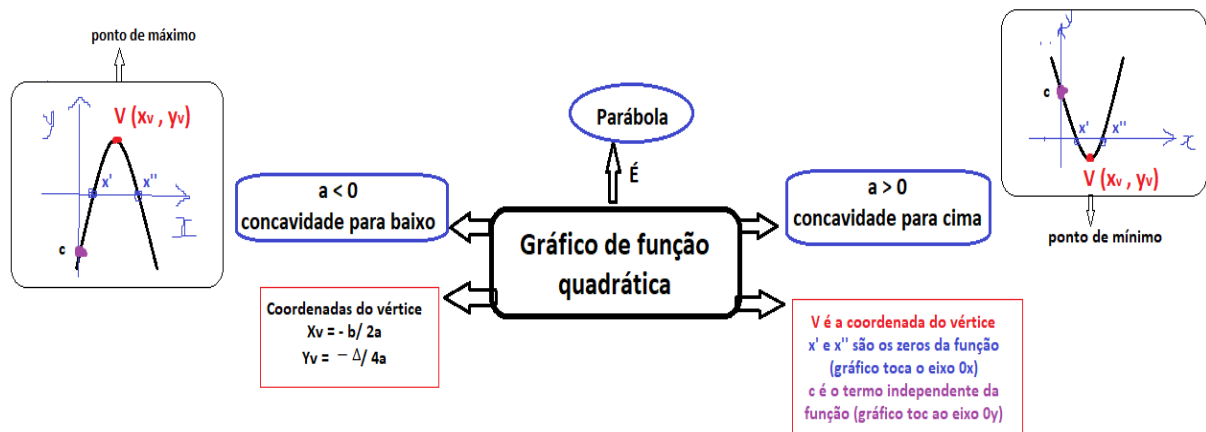 ponto de máximo
y
V (xv , yv)
x' x''
x
c
a < 0
concavidade para baixo
Parábola
É
Gráfico de função
quadrática
a > 0
concavidade para cima
y
c
x' x''
x
V (xv , yv)
ponto de mínimo
Coordenadas do vértice
Xv = - b/ 2a
Yv = − Δ/ 4a
V é a coordenada do vértice
x' e x'' são os zeros da função
(gráfico toca o eixo 0x)
c é o termo independente da
função (gráfico toc ao eixo 0y)